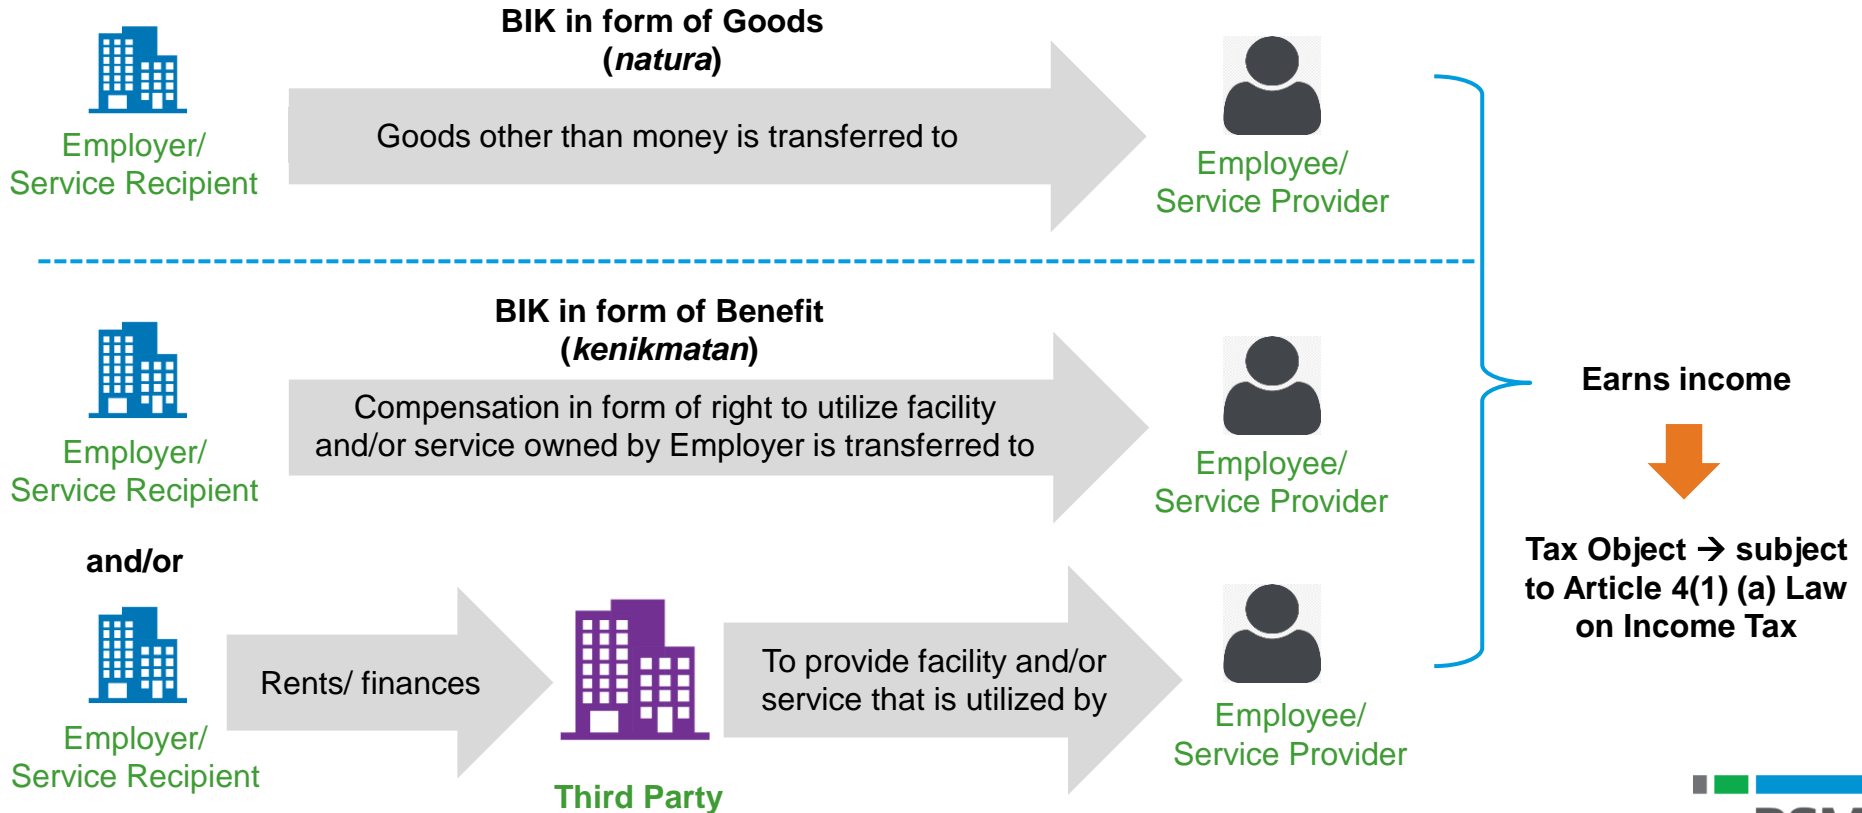 BIK in form of Goods
(natura)
Employer/
Service Recipient
Goods other than money is transferred to
Employee/
Service Provider
BIK in form of Benefit
(kenikmatan)
Employer/
Service Recipient
Compensation in form of right to utilize facility
and/or service owned by Employer is transferred to
Employee/
Service Provider
and/or
Employer/
Service Recipient
Rents/ finances
Third Party
To provide facility and/or
service that is utilized by
Employee/
Service Provider
Earns income
Tax Object → subject
to Article 4(1) (a) Law
on Income Tax